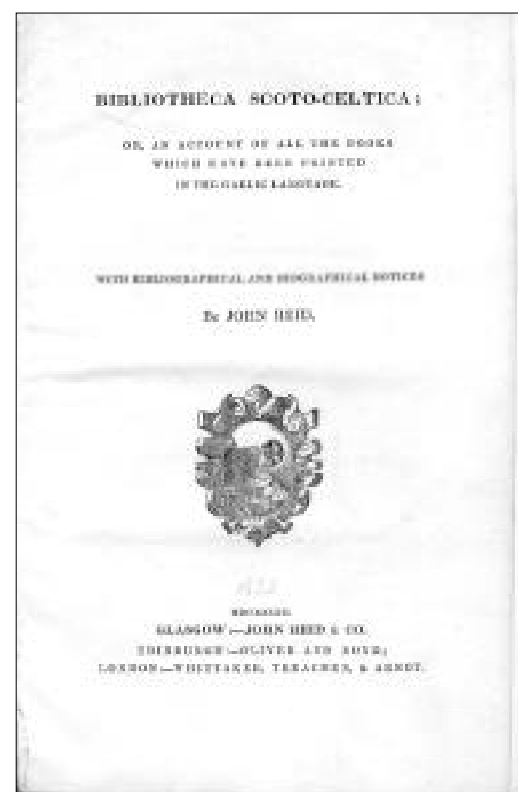 BIBLIOTHECA SCOTO-CELTICA;
OR, AN ACCOUNT OF ALL THE BOOKS
WHICH HAVE BEEN PRINTED
IN THE GAELIC LANGUAGE.
WITH BIBLIOGRAPHICAL AND BIOGRAPHICAL NOTICES
By JOHN REID.
GLASGOW:—JOHN REID & CO.
EDINBURGH:—OLIVER AND BOYD;
LONDON:—WHITTAKER, TREACHER, & ARNOT.